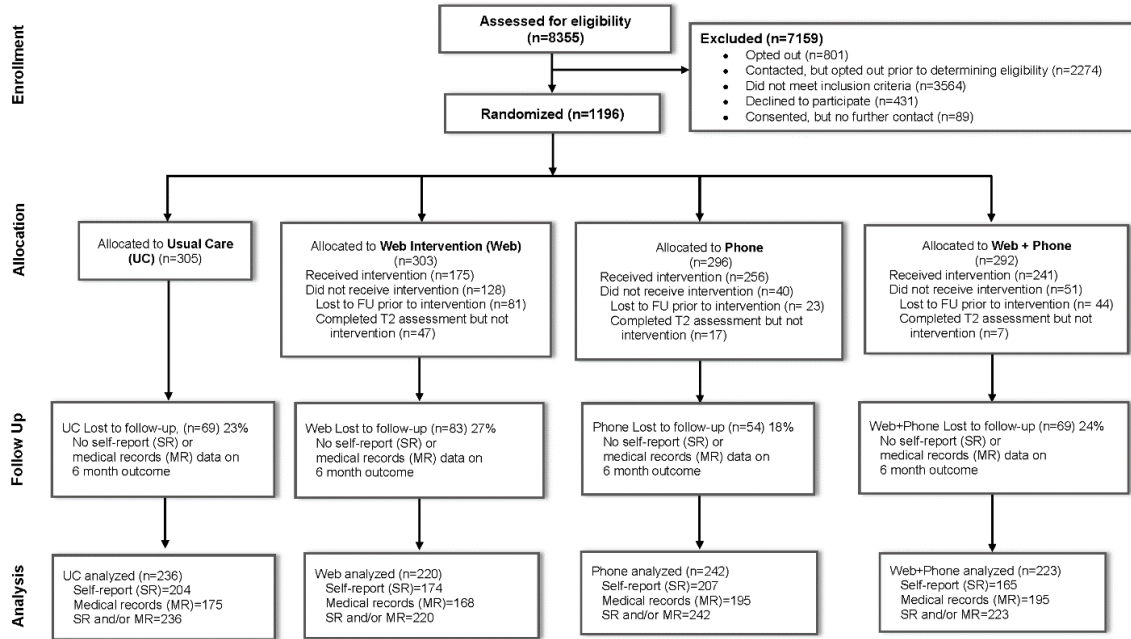 Enrollment
Assessed for eligibility
(n=8355)
Excluded (n=7159)
• Opted out (n=801)
• Contacted, but opted out prior to determining eligibility (n=2274)
• Did not meet inclusion criteria (n=3564)
• Declined to participate (n=431)
• Consented, but no further contact (n=89)
Randomized (n=1196)
Allocation
Allocated to Usual Care
(UC) (n=305)
Allocated to Web Intervention (Web)
(n=303)
Received intervention (n=175)
Did not receive intervention (n=128)
Lost to FU prior to intervention (n=81)
Completed T2 assessment but not
intervention (n=47)
Allocated to Phone
(n=296)
Received intervention (n=256)
Did not receive intervention (n=40)
Lost to FU prior to intervention (n= 23)
Completed T2 assessment but not
intervention (n=17)
Allocated to Web + Phone
(n=292)
Received intervention (n=241)
Did not receive intervention (n=51)
Lost to FU prior to intervention (n= 44)
Completed T2 assessment but not
intervention (n=7)
Follow Up
UC Lost to follow-up, (n=69) 23%
No self-report (SR) or
medical records (MR) data on
6 month outcome
Web Lost to follow-up (n=83) 27%
No self-report (SR) or
medical records (MR) data on
6 month outcome
Phone Lost to follow-up (n=54) 18%
No self-report (SR) or
medical records (MR) data on
6 month outcome
Web+Phone Lost to follow-up (n=69) 24%
No self-report (SR) or
medical records (MR) data on
6 month outcome
Analysis
UC analyzed (n=236)
Self-report (SR)=204
Medical records (MR)=175
SR and/or MR=236
Web analyzed (n=220)
Self-report (SR)=174
Medical records (MR)=168
SR and/or MR=220
Phone analyzed (n=242)
Self-report (SR)=207
Medical records (MR)=195
SR and/or MR=242
Web+Phone analyzed (n=223)
Self-report (SR)=165
Medical records (MR)=195
SR and/or MR=223